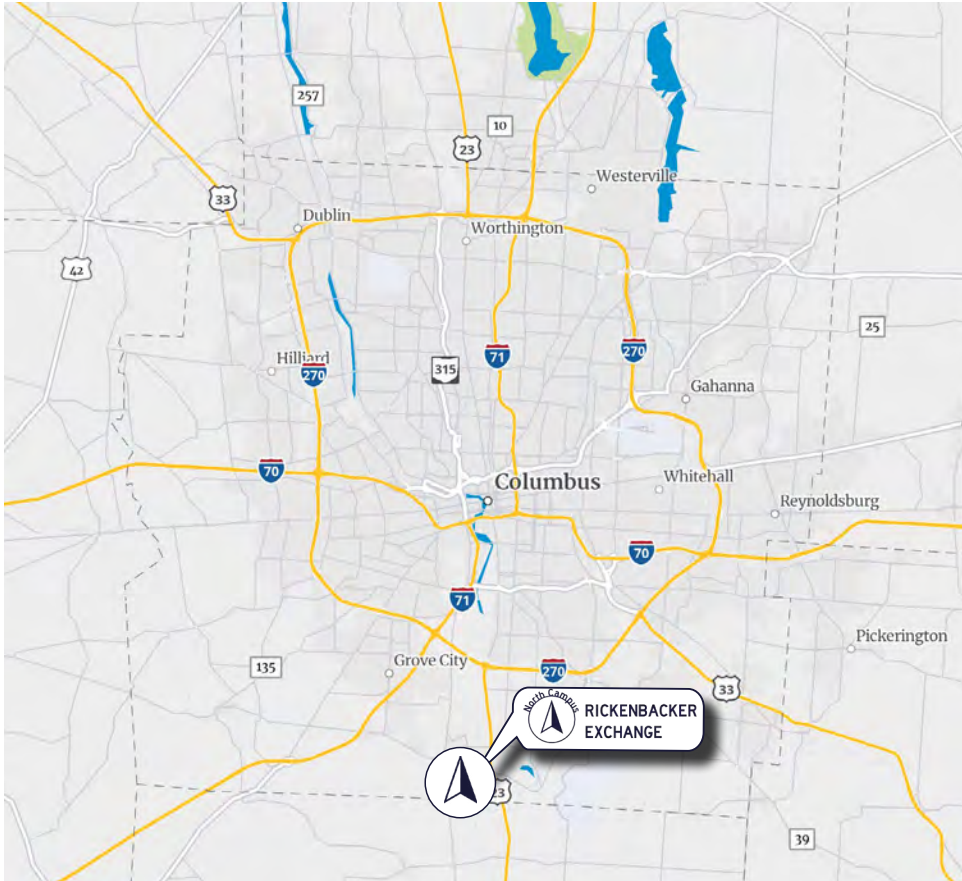 257
10
23
Westerville
33
Dublin
Worthington
42
25
71
270
Hilliard
270
315
Gahanna
70
Columbus
Whitehall
Reynoldsburg
70
71
Pickerington
Grove City
135
270
33
North Campus
RICKENBACKER
EXCHANGE
23
39